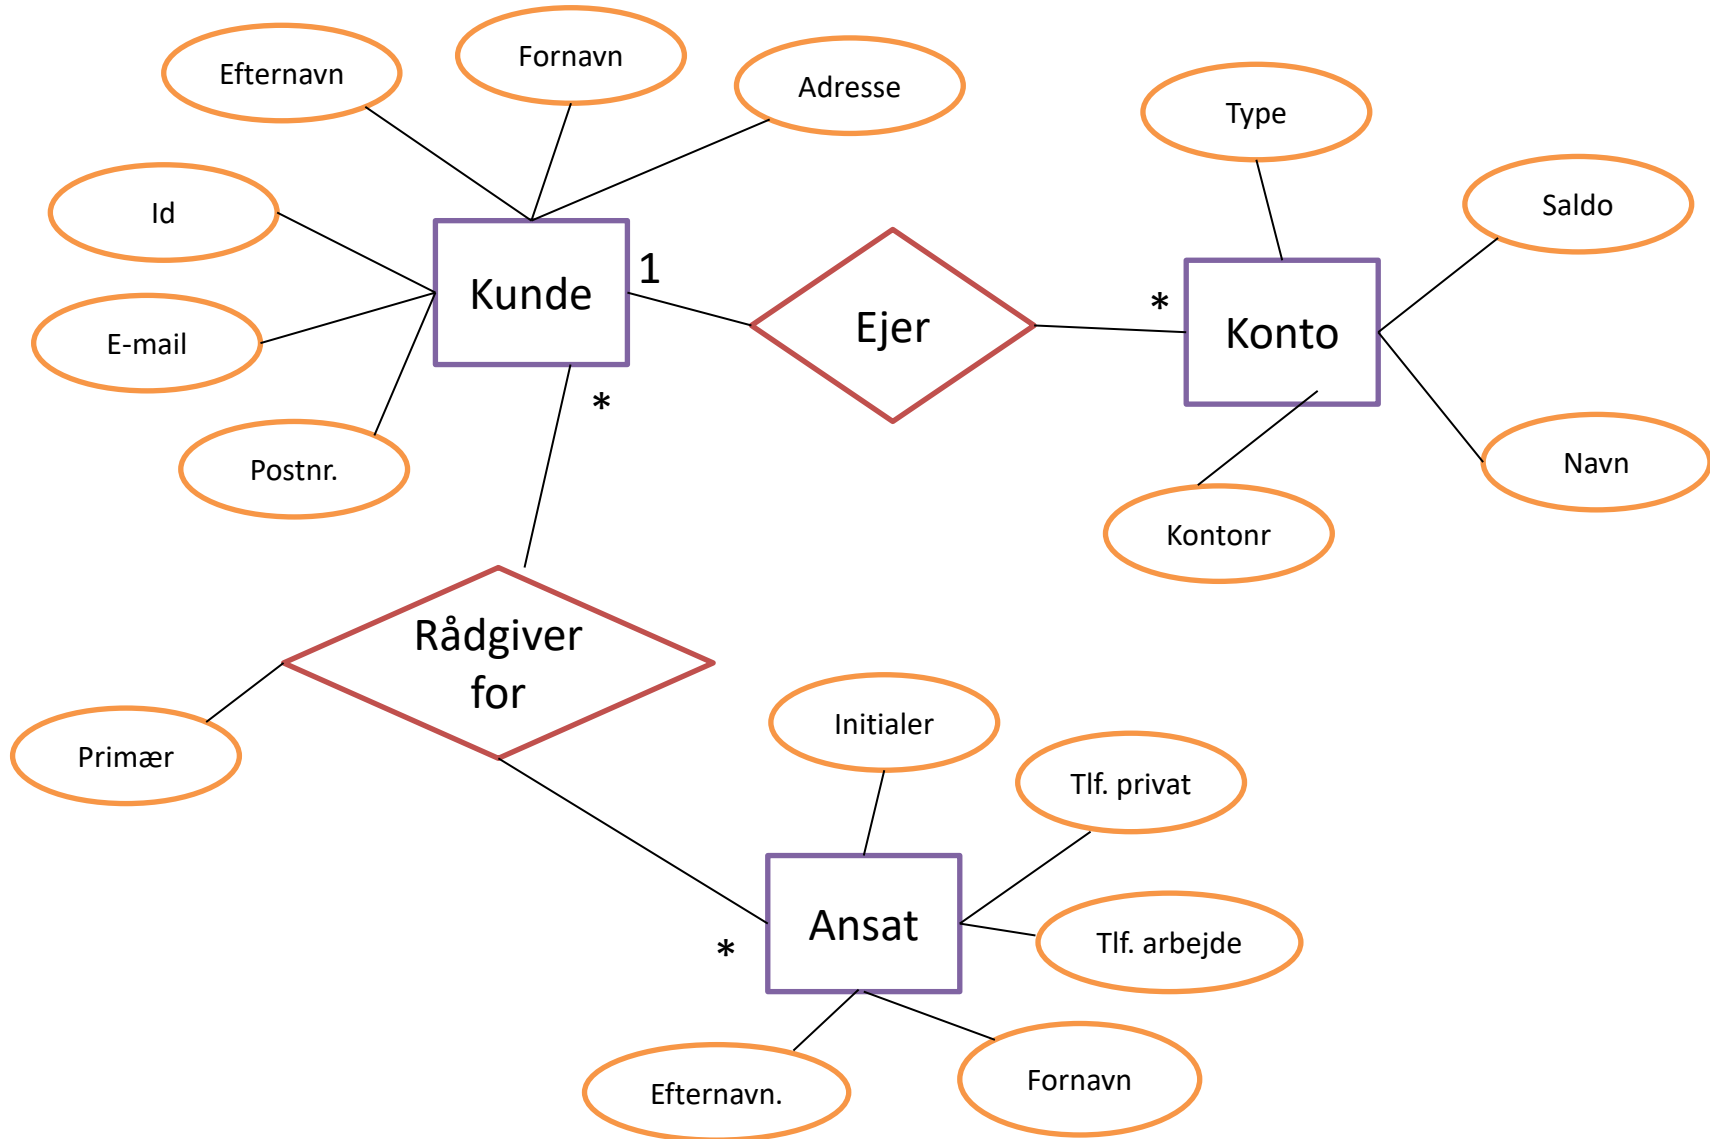 Fornavn
Efternavn
Adresse
Type
Id
Saldo
1
Kunde
*
Ejer
Konto
E-mail
*
Postnr.
Navn
Kontonr
Rådgiver
for
Initialer
Primær
Tlf. privat
Ansat
*
Tlf. arbejde
Fornavn
Efternavn.